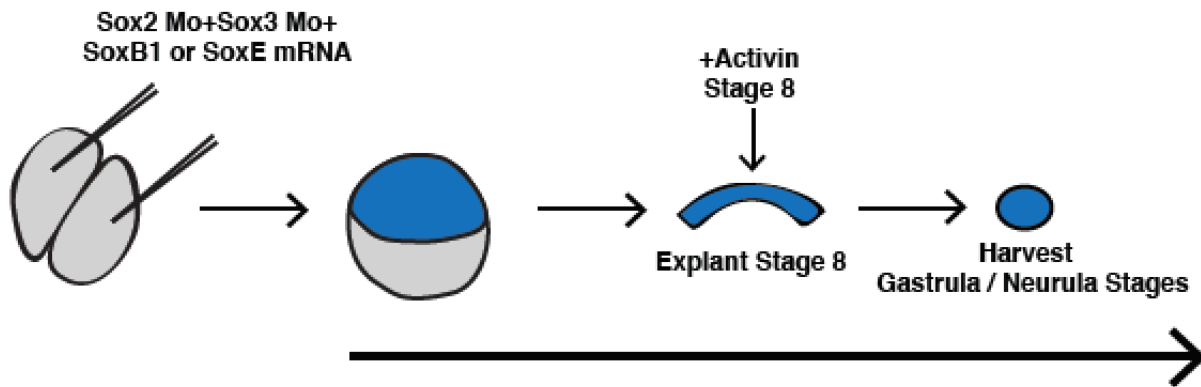 Sox2 Mo+Sox3 Mo+
SoxB1 or SoxE mRNA
+Activin
Stage 8
Explant Stage 8
Harvest
Gastrula / Neurula Stages